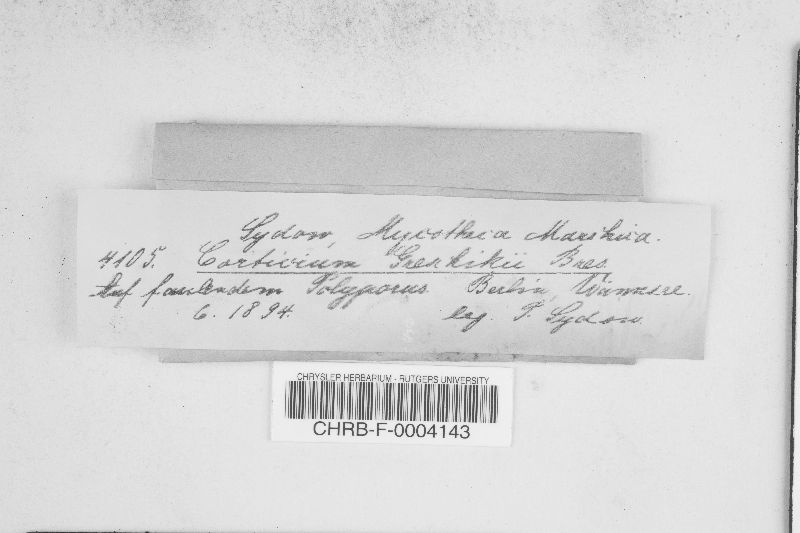 Sydow, Mycotheca Marchica.
4105. Corticium Bres.
Auf faulendem Polyporus. Berlin, Wannsee.
6. 1894. leg. P. Sydow.
CHRYSLER HERBARIUM - RUTGERS UNIVERSITY
CHRB-F-0004143